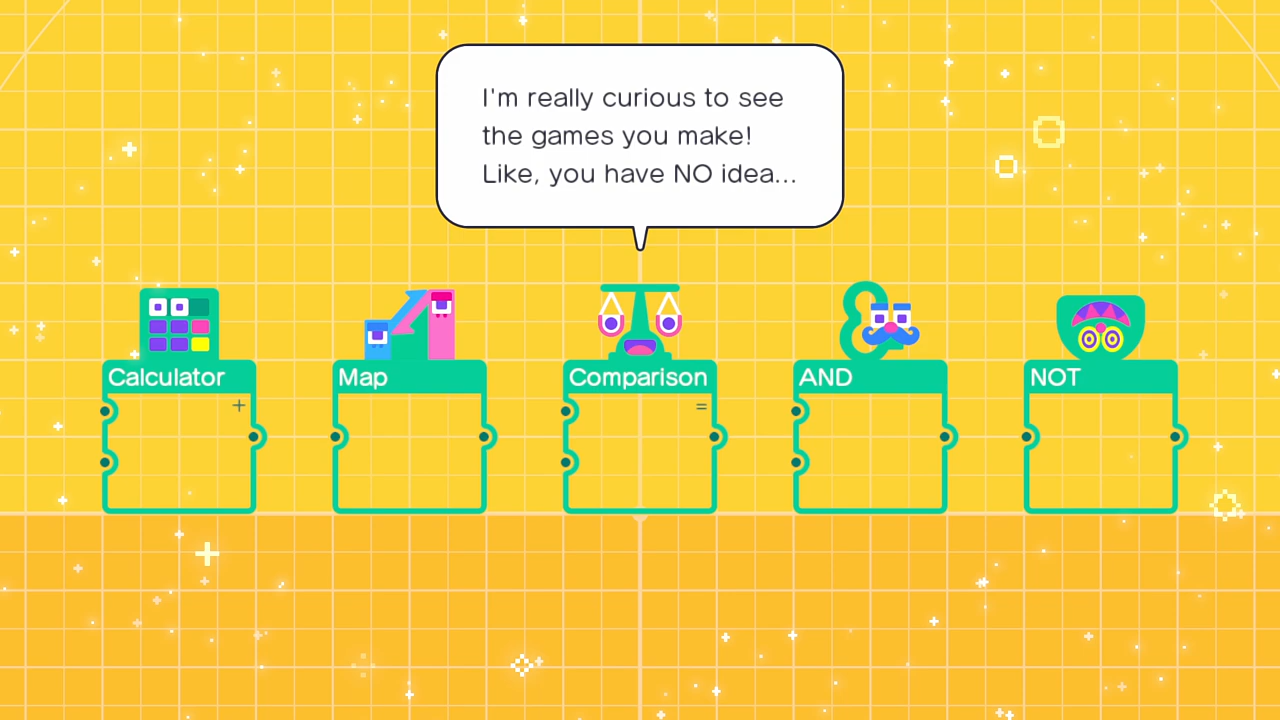 I'm really curious to see
the games you make!
Like, you have NO idea...
Calculator
Map
Comparison
AND
NOT
+
=